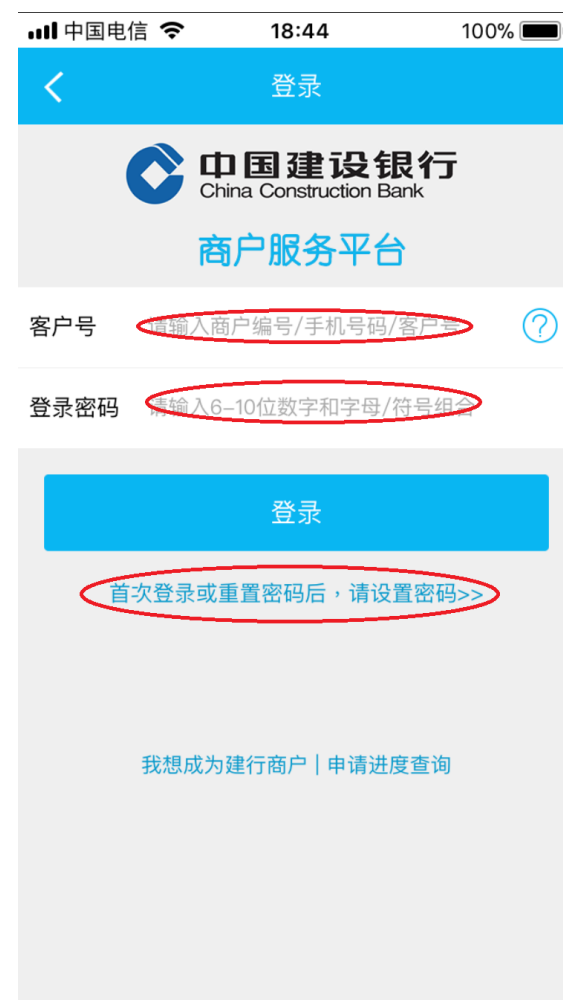 中国电信 18:44 100%
登录
中国建设银行
China Construction Bank
商户服务平台
客户号 请输入商户编号/手机号码/客户号 ?
登录密码 请输入6-10位数字和字母/符号组合
登录
首次登录或重置密码后，请设置密码>>
我想成为建行商户 | 申请进度查询